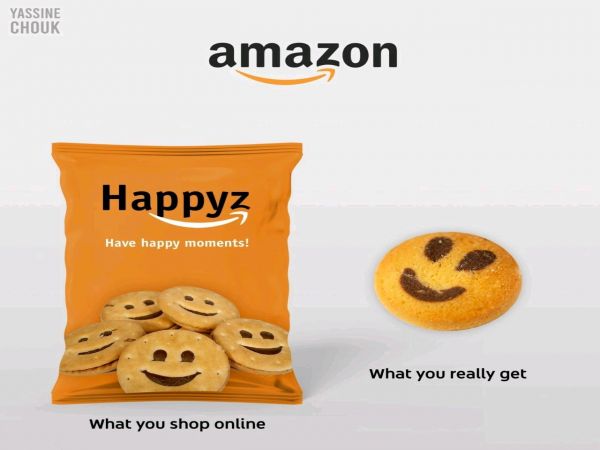 YASSINE
CHOUK
amazon
Happyz
Have happy moments!
What you really get
What you shop online